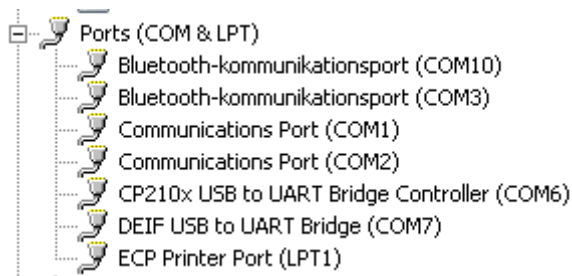 Ports (COM & LPT)
Bluetooth-kommunikationsport (COM10)
Bluetooth-kommunikationsport (COM3)
Communications Port (COM1)
Communications Port (COM2)
CP210x USB to UART Bridge Controller (COM6)
DEIF USB to UART Bridge (COM7)
ECP Printer Port (LPT1)